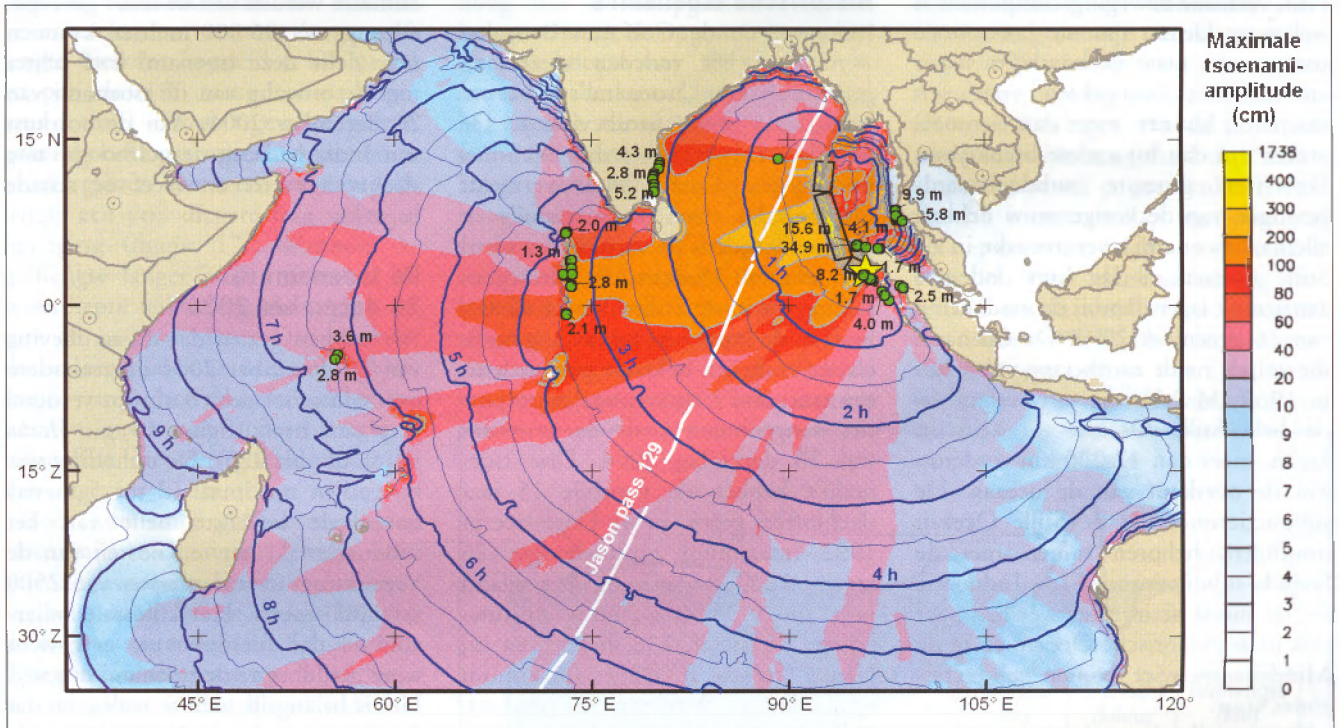 Maximale
tsoenami-
amplitude
(cm)
1738
400
300
200
100
80
60
40
20
10
9
8
7
6
5
4
3
2
1
0
15°N
0°
15°Z
30°Z
45°E
60°E
75°E
90°E
105°E
120°E
4.3 m
2.8 m
5.2 m
2.0 m
1.3 m
2.8 m
2.1 m
3.6 m
2.8 m
9.9 m
5.8 m
15.6 m
4.1 m
34.9 m
8.2 m
1.7 m
1.7 m
2.5 m
4.0 m
1 h
2 h
3 h
4 h
5 h
6 h
7 h
8 h
9 h
Jason pass 129